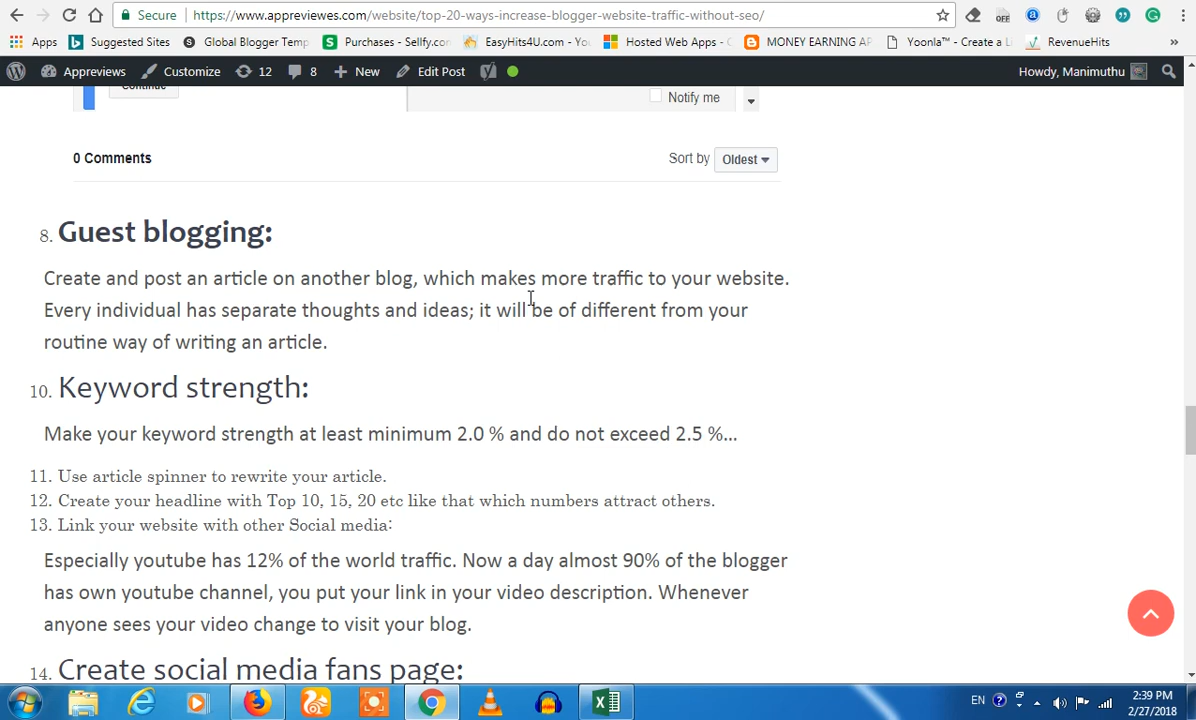 Secure | https://www.appreviewes.com/website/top-20-ways-increase-blogger-website-traffic-without-seo/
Apps Suggested Sites Global Blogger Temp Purchases - Sellfy.co EasyHits4U.com - Yo Hosted Web Apps - MONEY EARNING A Yoonla™ - Create a L RevenueHits »
Appreviews Customize 12 8 New Edit Post Howdy, Manimuthu
Continue Notify me
0 Comments Sort by Oldest
8. Guest blogging:
Create and post an article on another blog, which makes more traffic to your website.
Every individual has separate thoughts and ideas; it will be of different from your
routine way of writing an article.
10. Keyword strength:
Make your keyword strength at least minimum 2.0 % and do not exceed 2.5 %...
11. Use article spinner to rewrite your article.
12. Create your headline with Top 10, 15, 20 etc like that which numbers attract others.
13. Link your website with other Social media:
Especially youtube has 12% of the world traffic. Now a day almost 90% of the blogger
has own youtube channel, you put your link in your video description. Whenever
anyone sees your video change to visit your blog.
14. Create social media fans page:
EN 2:39 PM
2/27/2018